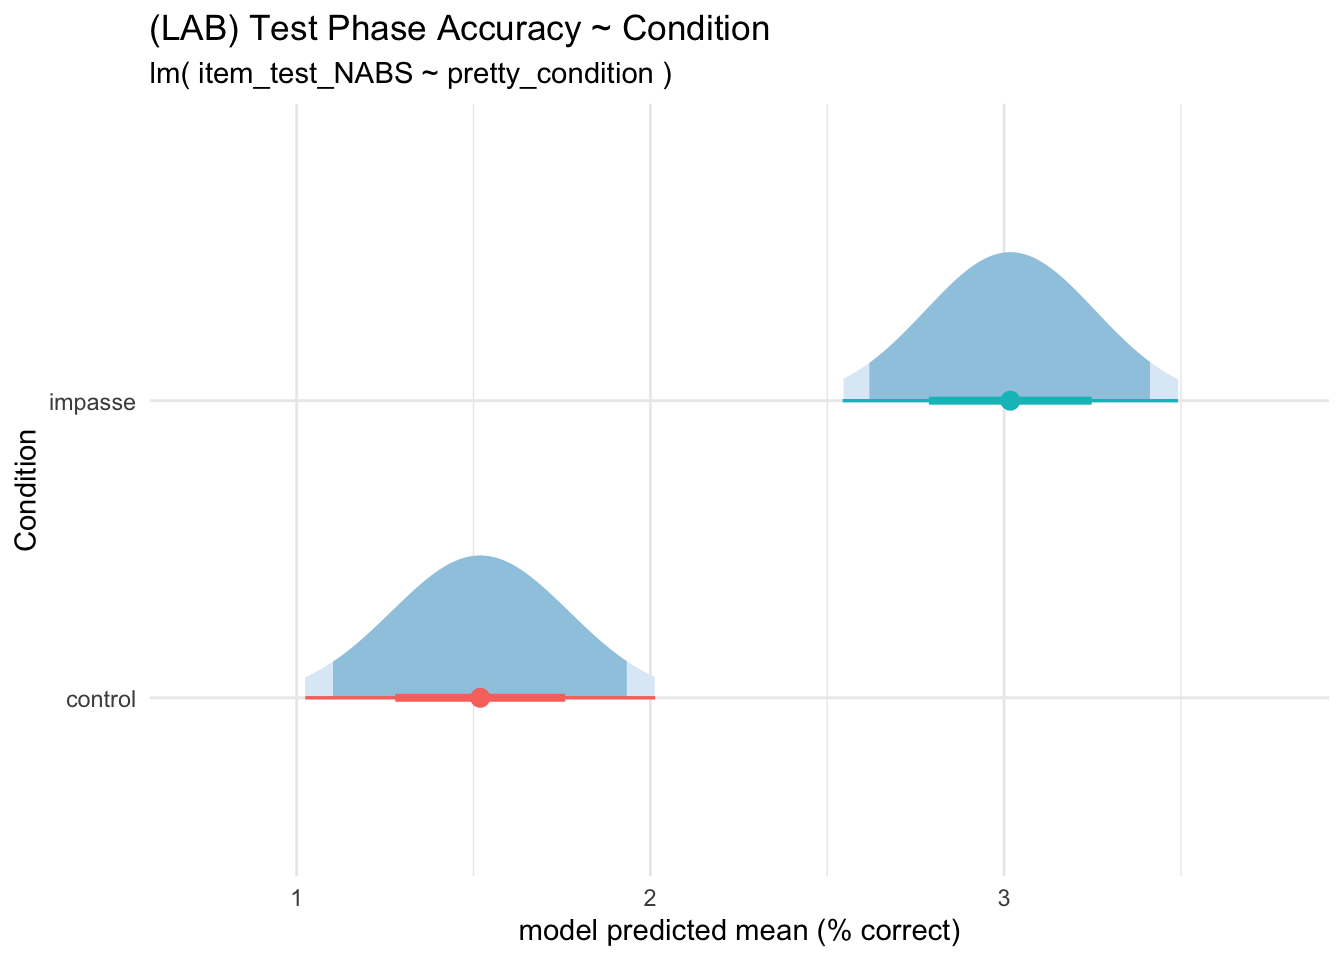 (LAB) Test Phase Accuracy ~ Condition
lm( item_test_NABS ~ pretty_condition )
impasse
Condition
control
1 2 3
model predicted mean (% correct)